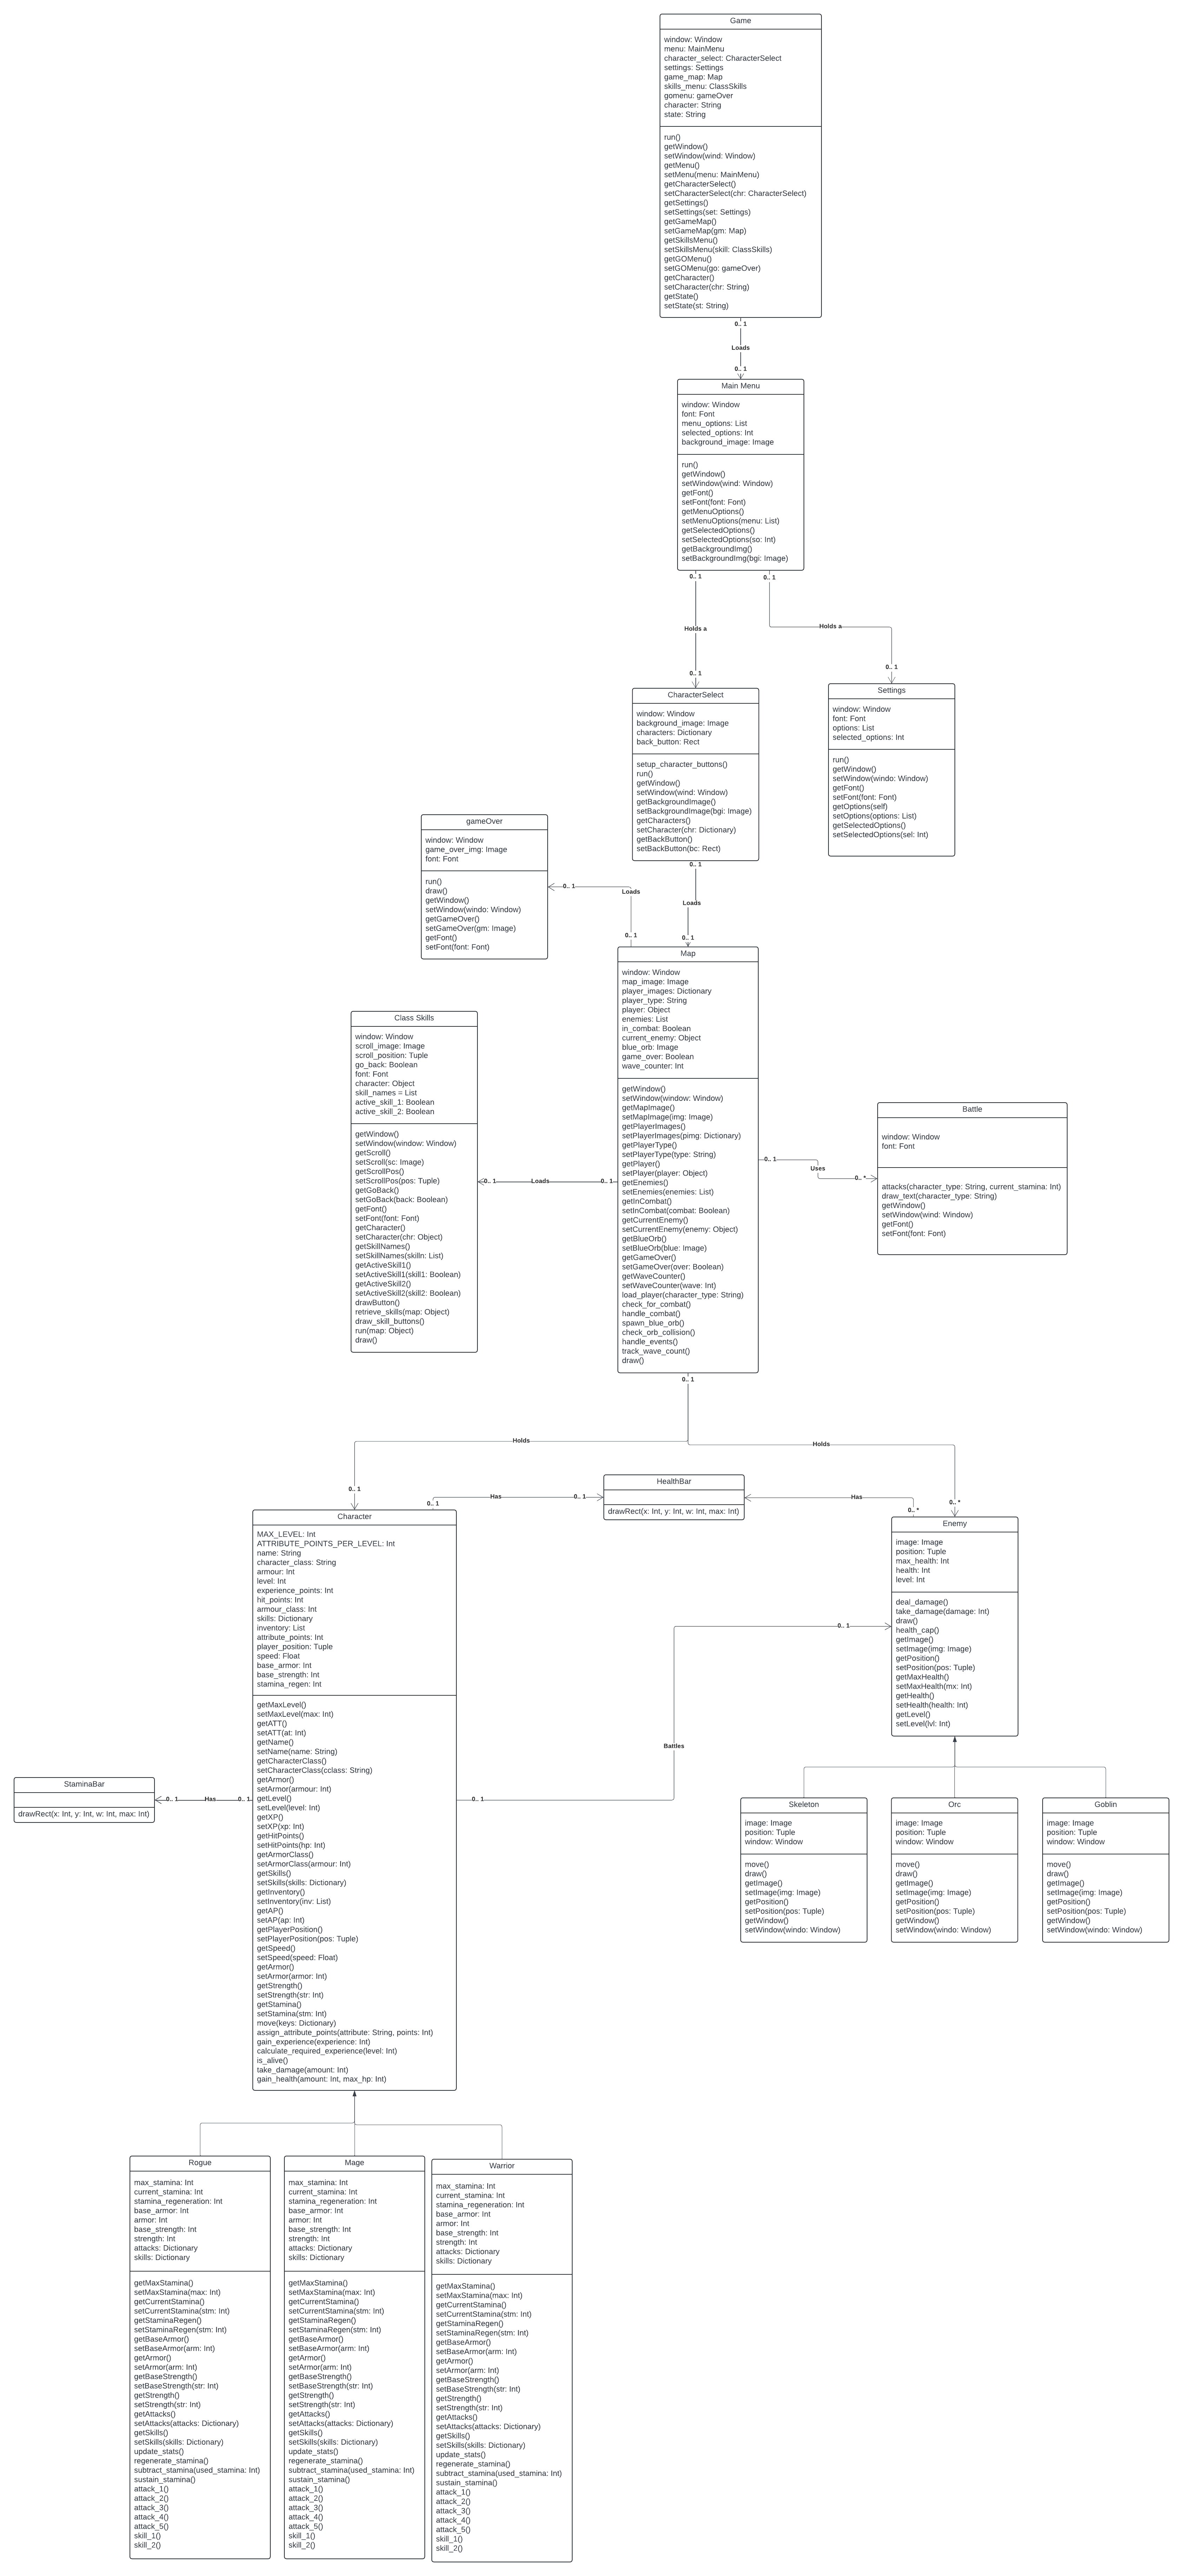 Game
window: Window
menu: MainMenu
character_select: CharacterSelect
settings: Settings
game_map: Map
skills_menu: ClassSkills
gomenu: gameOver
character: String
state: String
run()
getWindow()
setWindow(wind: Window)
getMenu()
setMenu(menu: MainMenu)
getCharacterSelect()
setCharacterSelect(chr: CharacterSelect)
getSettings()
setSettings(set: Settings)
getGameMap()
setGameMap(gm: Map)
getSkillsMenu()
setSkillsMenu(skill: ClassSkills)
getGOMenu()
setGOMenu(go: gameOver)
getCharacter()
setCharacter(chr: String)
getState()
setState(st: String)
0.. 1
Loads
0.. 1
Main Menu
window: Window
font: Font
menu_options: List
selected_options: Int
background_image: Image
run()
getWindow()
setWindow(wind: Window)
getFont()
setFont(font: Font)
getMenuOptions()
setMenuOptions(menu: List)
getSelectedOptions()
setSelectedOptions(so: Int)
getBackgroundImg()
setBackgroundImg(bgi: Image)
0.. 1
0.. 1
Holds a
Holds a
0.. 1
0.. 1
CharacterSelect
window: Window
background_image: Image
characters: Dictionary
back_button: Rect
setup_character_buttons()
run()
getWindow()
setWindow(wind: Window)
getBackgroundImage()
setBackgroundImage(bgi: Image)
getCharacters()
setCharacter(chr: Dictionary)
getBackButton()
setBackButton(bc: Rect)
Settings
window: Window
font: Font
options: List
selected_options: Int
run()
getWindow()
setWindow(windo: Window)
getFont()
setFont(font: Font)
getOptions(self)
setOptions(options: List)
getSelectedOptions()
setSelectedOptions(sel: Int)
gameOver
window: Window
game_over_img: Image
font: Font
run()
draw()
getWindow()
setWindow(windo: Window)
getGameOver()
setGameOver(gm: Image)
getFont()
setFont(font: Font)
0.. 1
Loads
0.. 1
0.. 1
Loads
0.. 1
Map
window: Window
map_image: Image
player_images: Dictionary
player_type: String
player: Object
enemies: List
in_combat: Boolean
current_enemy: Object
blue_orb: Image
game_over: Boolean
wave_counter: Int
getWindow()
setWindow(window: Window)
getMapImage()
setMapImage(img: Image)
getPlayerImages()
setPlayerImages(pimg: Dictionary)
getPlayerType()
setPlayerType(type: String)
getPlayer()
setPlayer(player: Object)
getEnemies()
setEnemies(enemies: List)
getInCombat()
setInCombat(combat: Boolean)
getCurrentEnemy()
setCurrentEnemy(enemy: Object)
getBlueOrb()
setBlueOrb(blue: Image)
getGameOver()
setGameOver(over: Boolean)
getWaveCounter()
setWaveCounter(wave: Int)
load_player(character_type: String)
check_for_combat()
handle_combat()
spawn_blue_orb()
check_orb_collision()
handle_events()
track_wave_count()
draw()
Class Skills
window: Window
scroll_image: Image
scroll_position: Tuple
go_back: Boolean
font: Font
character: Object
skill_names = List
active_skill_1: Boolean
active_skill_2: Boolean
getWindow()
setWindow(window: Window)
getScroll()
setScroll(sc: Image)
getScrollPos()
setScrollPos(pos: Tuple)
getGoBack()
setGoBack(back: Boolean)
getFont()
setFont(font: Font)
getCharacter()
setCharacter(chr: Object)
getSkillNames()
setSkillNames(skilln: List)
getActiveSkill1()
setActiveSkill1(skill1: Boolean)
getActiveSkill2()
setActiveSkill2(skill2: Boolean)
drawButton()
retrieve_skills(map: Object)
draw_skill_buttons()
run(map: Object)
draw()
0.. 1
Loads
0.. 1
0.. 1
Uses
0.. *
Battle
window: Window
font: Font
attacks(character_type: String, current_stamina: Int)
draw_text(character_type: String)
getWindow()
setWindow(wind: Window)
getFont()
setFont(font: Font)
0.. 1
Holds
Holds
0.. 1
0.. *
HealthBar
drawRect(x: Int, y: Int, w: Int, max: Int)
0.. 1
Has
0.. 1
Has
0.. *
Character
MAX_LEVEL: Int
ATTRIBUTE_POINTS_PER_LEVEL: Int
name: String
character_class: String
armour: Int
level: Int
experience_points: Int
hit_points: Int
armour_class: Int
skills: Dictionary
inventory: List
attribute_points: Int
player_position: Tuple
speed: Float
base_armor: Int
base_strength: Int
stamina_regen: Int
getMaxLevel()
setMaxLevel(max: Int)
getATT()
setATT(at: Int)
getName()
setName(name: String)
getCharacterClass()
setCharacterClass(cclass: String)
getArmor()
setArmor(armour: Int)
getLevel()
setLevel(level: Int)
getXP()
setXP(xp: Int)
getHitPoints()
setHitPoints(hp: Int)
getArmorClass()
setArmorClass(armour: Int)
getSkills()
setSkills(skills: Dictionary)
getInventory()
setInventory(inv: List)
getAP()
setAP(ap: Int)
getPlayerPosition()
setPlayerPosition(pos: Tuple)
getSpeed()
setSpeed(speed: Float)
getArmor()
setArmor(armor: Int)
getStrength()
setStrength(str: Int)
getStamina()
setStamina(stm: Int)
move(keys: Dictionary)
assign_attribute_points(attribute: String, points: Int)
gain_experience(experience: Int)
calculate_required_experience(level: Int)
is_alive()
take_damage(amount: Int)
gain_health(amount: Int, max_hp: Int)
Enemy
image: Image
position: Tuple
max_health: Int
health: Int
level: Int
deal_damage()
take_damage(damage: Int)
draw()
health_cap()
getImage()
setImage(img: Image)
getPosition()
setPosition(pos: Tuple)
getMaxHealth()
setMaxHealth(mx: Int)
getHealth()
setHealth(health: Int)
getLevel()
setLevel(lvl: Int)
0.. 1
Battles
0.. 1
StaminaBar
drawRect(x: Int, y: Int, w: Int, max: Int)
0.. 1
Has
0.. 1
Skeleton
image: Image
position: Tuple
window: Window
move()
draw()
getImage()
setImage(img: Image)
getPosition()
setPosition(pos: Tuple)
getWindow()
setWindow(windo: Window)
Orc
image: Image
position: Tuple
window: Window
move()
draw()
getImage()
setImage(img: Image)
getPosition()
setPosition(pos: Tuple)
getWindow()
setWindow(windo: Window)
Goblin
image: Image
position: Tuple
window: Window
move()
draw()
getImage()
setImage(img: Image)
getPosition()
setPosition(pos: Tuple)
getWindow()
setWindow(windo: Window)
Rogue
max_stamina: Int
current_stamina: Int
stamina_regeneration: Int
base_armor: Int
armor: Int
base_strength: Int
strength: Int
attacks: Dictionary
skills: Dictionary
getMaxStamina()
setMaxStamina(max: Int)
getCurrentStamina()
setCurrentStamina(stm: Int)
getStaminaRegen()
setStaminaRegen(stm: Int)
getBaseArmor()
setBaseArmor(arm: Int)
getArmor()
setArmor(arm: Int)
getBaseStrength()
setBaseStrength(str: Int)
getStrength()
setStrength(str: Int)
getAttacks()
setAttacks(attacks: Dictionary)
getSkills()
setSkills(skills: Dictionary)
update_stats()
regenerate_stamina()
subtract_stamina(used_stamina: Int)
sustain_stamina()
attack_1()
attack_2()
attack_3()
attack_4()
attack_5()
skill_1()
skill_2()
Mage
max_stamina: Int
current_stamina: Int
stamina_regeneration: Int
base_armor: Int
armor: Int
base_strength: Int
strength: Int
attacks: Dictionary
skills: Dictionary
getMaxStamina()
setMaxStamina(max: Int)
getCurrentStamina()
setCurrentStamina(stm: Int)
getStaminaRegen()
setStaminaRegen(stm: Int)
getBaseArmor()
setBaseArmor(arm: Int)
getArmor()
setArmor(arm: Int)
getBaseStrength()
setBaseStrength(str: Int)
getStrength()
setStrength(str: Int)
getAttacks()
setAttacks(attacks: Dictionary)
getSkills()
setSkills(skills: Dictionary)
update_stats()
regenerate_stamina()
subtract_stamina(used_stamina: Int)
sustain_stamina()
attack_1()
attack_2()
attack_3()
attack_4()
attack_5()
skill_1()
skill_2()
Warrior
max_stamina: Int
current_stamina: Int
stamina_regeneration: Int
base_armor: Int
armor: Int
base_strength: Int
strength: Int
attacks: Dictionary
skills: Dictionary
getMaxStamina()
setMaxStamina(max: Int)
getCurrentStamina()
setCurrentStamina(stm: Int)
getStaminaRegen()
setStaminaRegen(stm: Int)
getBaseArmor()
setBaseArmor(arm: Int)
getArmor()
setArmor(arm: Int)
getBaseStrength()
setBaseStrength(str: Int)
getStrength()
setStrength(str: Int)
getAttacks()
setAttacks(attacks: Dictionary)
getSkills()
setSkills(skills: Dictionary)
update_stats()
regenerate_stamina()
subtract_stamina(used_stamina: Int)
sustain_stamina()
attack_1()
attack_2()
attack_3()
attack_4()
attack_5()
skill_1()
skill_2()